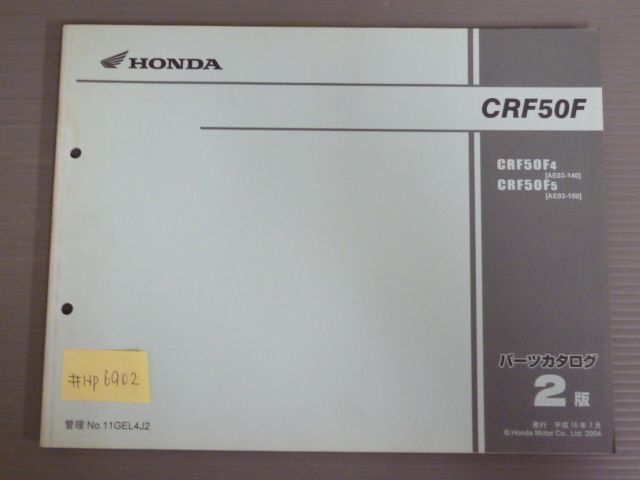 HONDA
CRF50F
CRF50F4
[AE03-140]
CRF50F5
[AE03-150]
パーツカタログ
2版
発行 平成16年7月
© Honda Motor Co., Ltd. 2004
#HP6902
管理 No.11GEL4J2